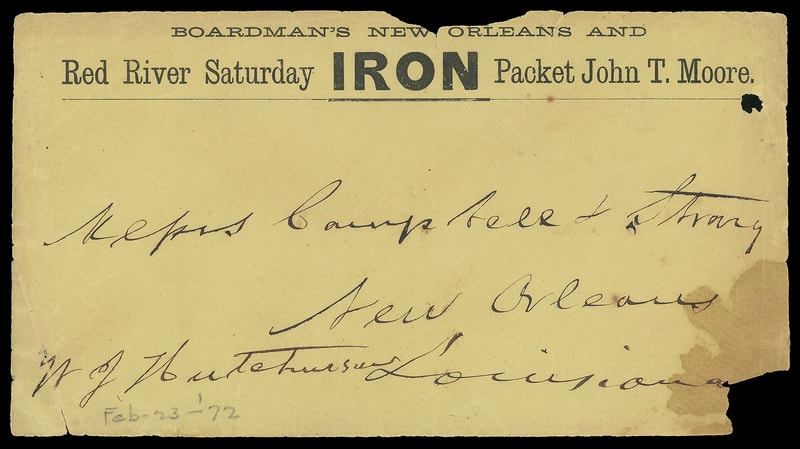 BOARDMAN'S NEW ORLEANS AND
Red River Saturday IRON Packet John T. Moore.
Messrs Campbell & Strong
New Orleans
W J Hutchinson Louisiana
Feb-23-'72